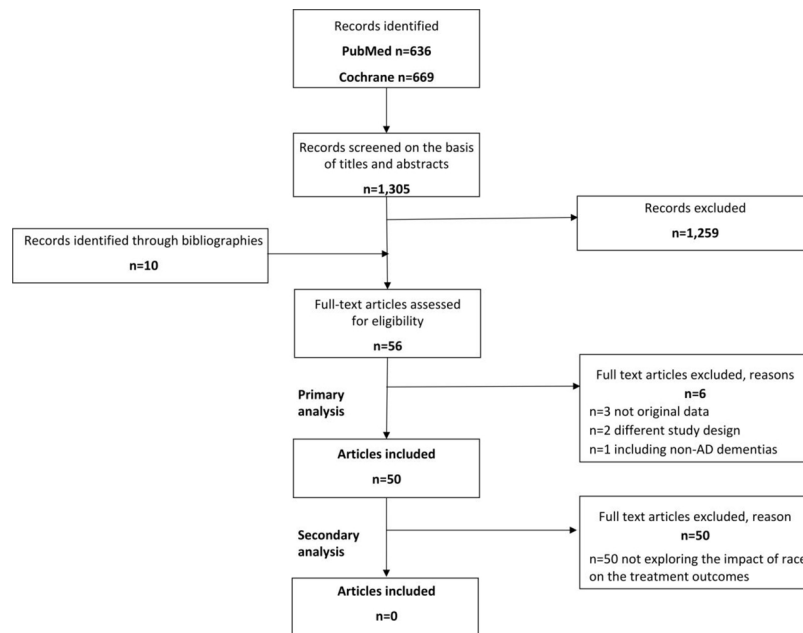 Records identified
PubMed n=636
Cochrane n=669
Records screened on the basis
of titles and abstracts
n=1,305
Records excluded
n=1,259
Records identified through bibliographies
n=10
Full-text articles assessed
for eligibility
n=56
Full text articles excluded, reasons
n=6
n=3 not original data
n=2 different study design
n=1 including non-AD dementias
Primary
analysis
Articles included
n=50
Full text articles excluded, reason
n=50
n=50 not exploring the impact of race
on the treatment outcomes
Secondary
analysis
Articles included
n=0